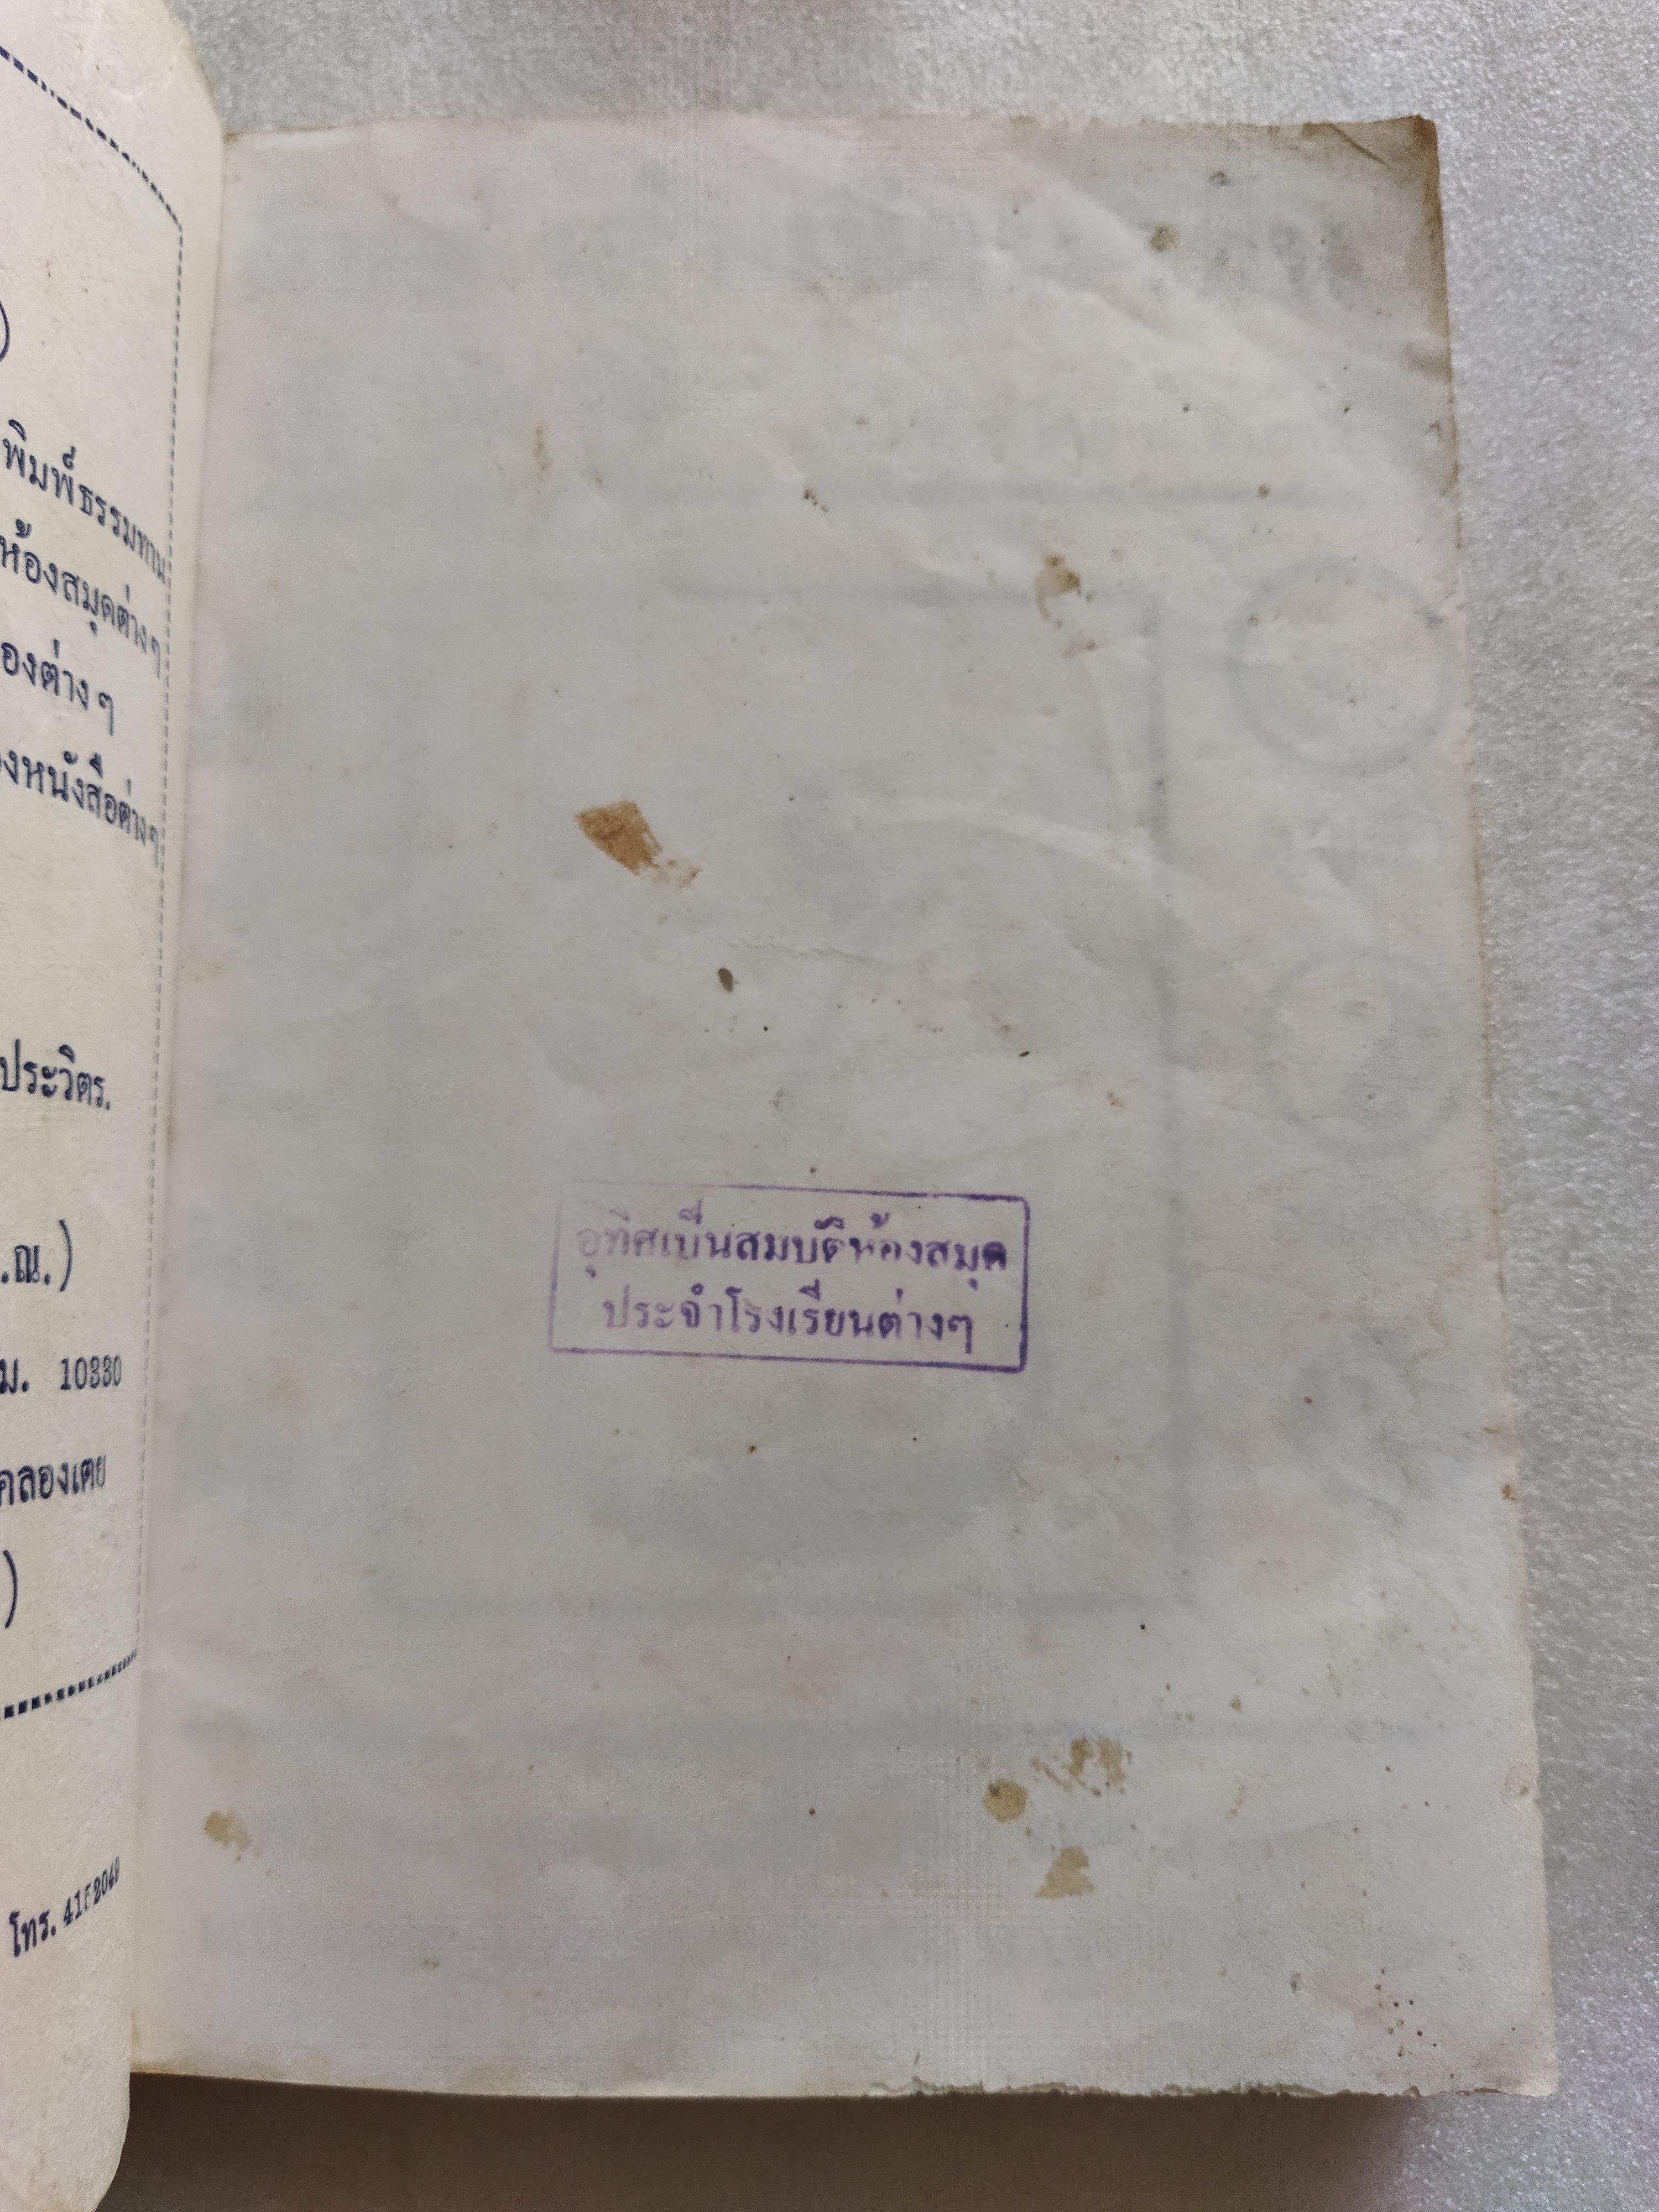 )
พิมพ์ธรรมทาน
ห้องสมุดต่างๆ
องต่างๆ
งหนังสือต่างๆ
ประวิตร.
.ณ.)
ม. 10330
คลองเตย
)
โทร. 4152049
อุทิศเป็นสมบัติห้องสมุด
ประจำโรงเรียนต่างๆ